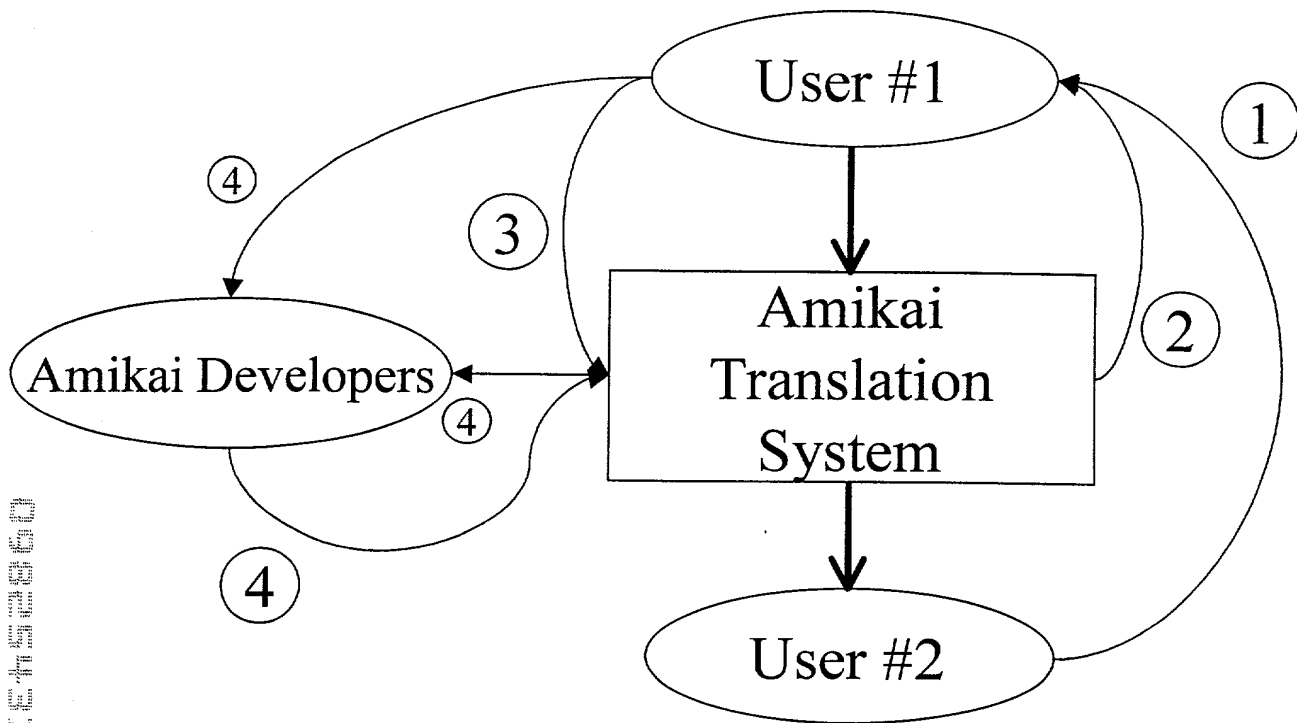 User #1
1
4
3
Amikai
Translation
System
2
Amikai Developers
4
4
User #2